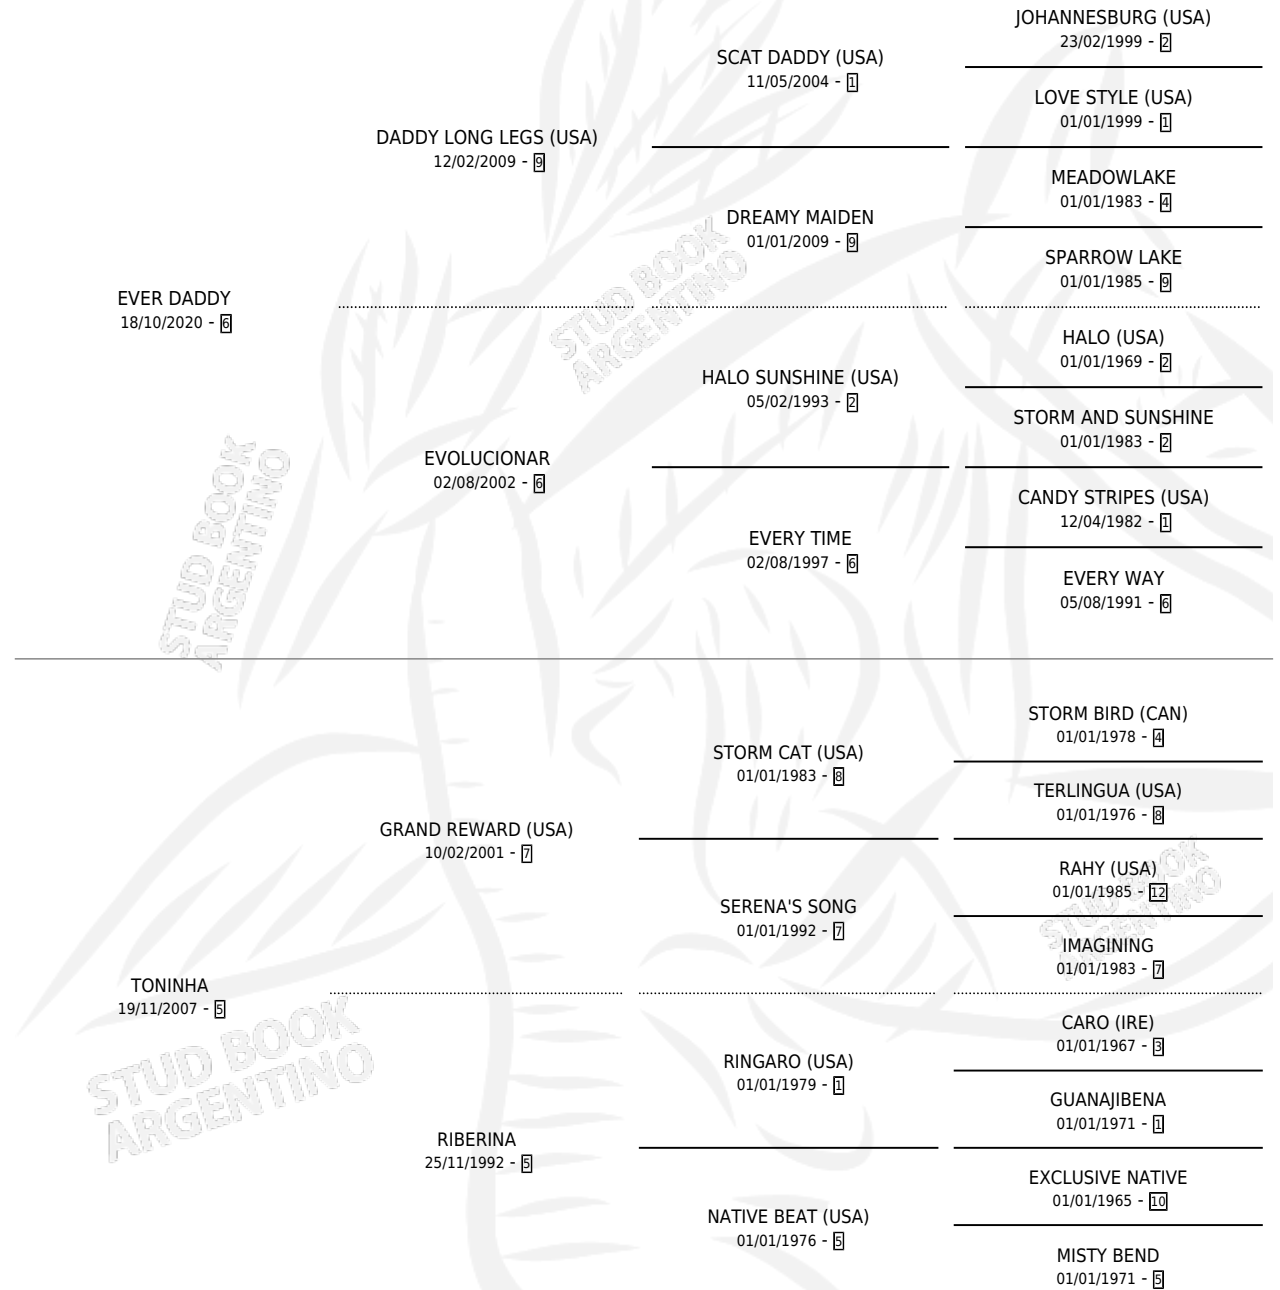 JOHANNESBURG (USA)
23/02/1999 - 2
SCAT DADDY (USA)
11/05/2004 - 1
LOVE STYLE (USA)
01/01/1999 - 1
DADDY LONG LEGS (USA)
12/02/2009 - 9
MEADOWLAKE
01/01/1983 - 4
DREAMY MAIDEN
01/01/2009 - 9
SPARROW LAKE
01/01/1985 - 9
EVER DADDY
18/10/2020 - 6
HALO (USA)
01/01/1969 - 2
HALO SUNSHINE (USA)
05/02/1993 - 2
STORM AND SUNSHINE
01/01/1983 - 2
EVOLUCIONAR
02/08/2002 - 6
CANDY STRIPES (USA)
12/04/1982 - 1
EVERY TIME
02/08/1997 - 6
EVERY WAY
05/08/1991 - 6
STUD BOOK
ARGENTINO
STUD BOOK
ARGENTINO
STORM BIRD (CAN)
01/01/1978 - 4
STORM CAT (USA)
01/01/1983 - 8
TERLINGUA (USA)
01/01/1976 - 8
GRAND REWARD (USA)
10/02/2001 - 7
RAHY (USA)
01/01/1985 - 12
SERENA'S SONG
01/01/1992 - 7
IMAGINING
01/01/1983 - 7
TONINHA
19/11/2007 - 5
CARO (IRE)
01/01/1967 - 3
RINGARO (USA)
01/01/1979 - 1
GUANAJIBENA
01/01/1971 - 1
RIBERINA
25/11/1992 - 5
EXCLUSIVE NATIVE
01/01/1965 - 10
NATIVE BEAT (USA)
01/01/1976 - 5
MISTY BEND
01/01/1971 - 5
STUD BOOK
ARGENTINO
STUD BOOK
ARGENTINO